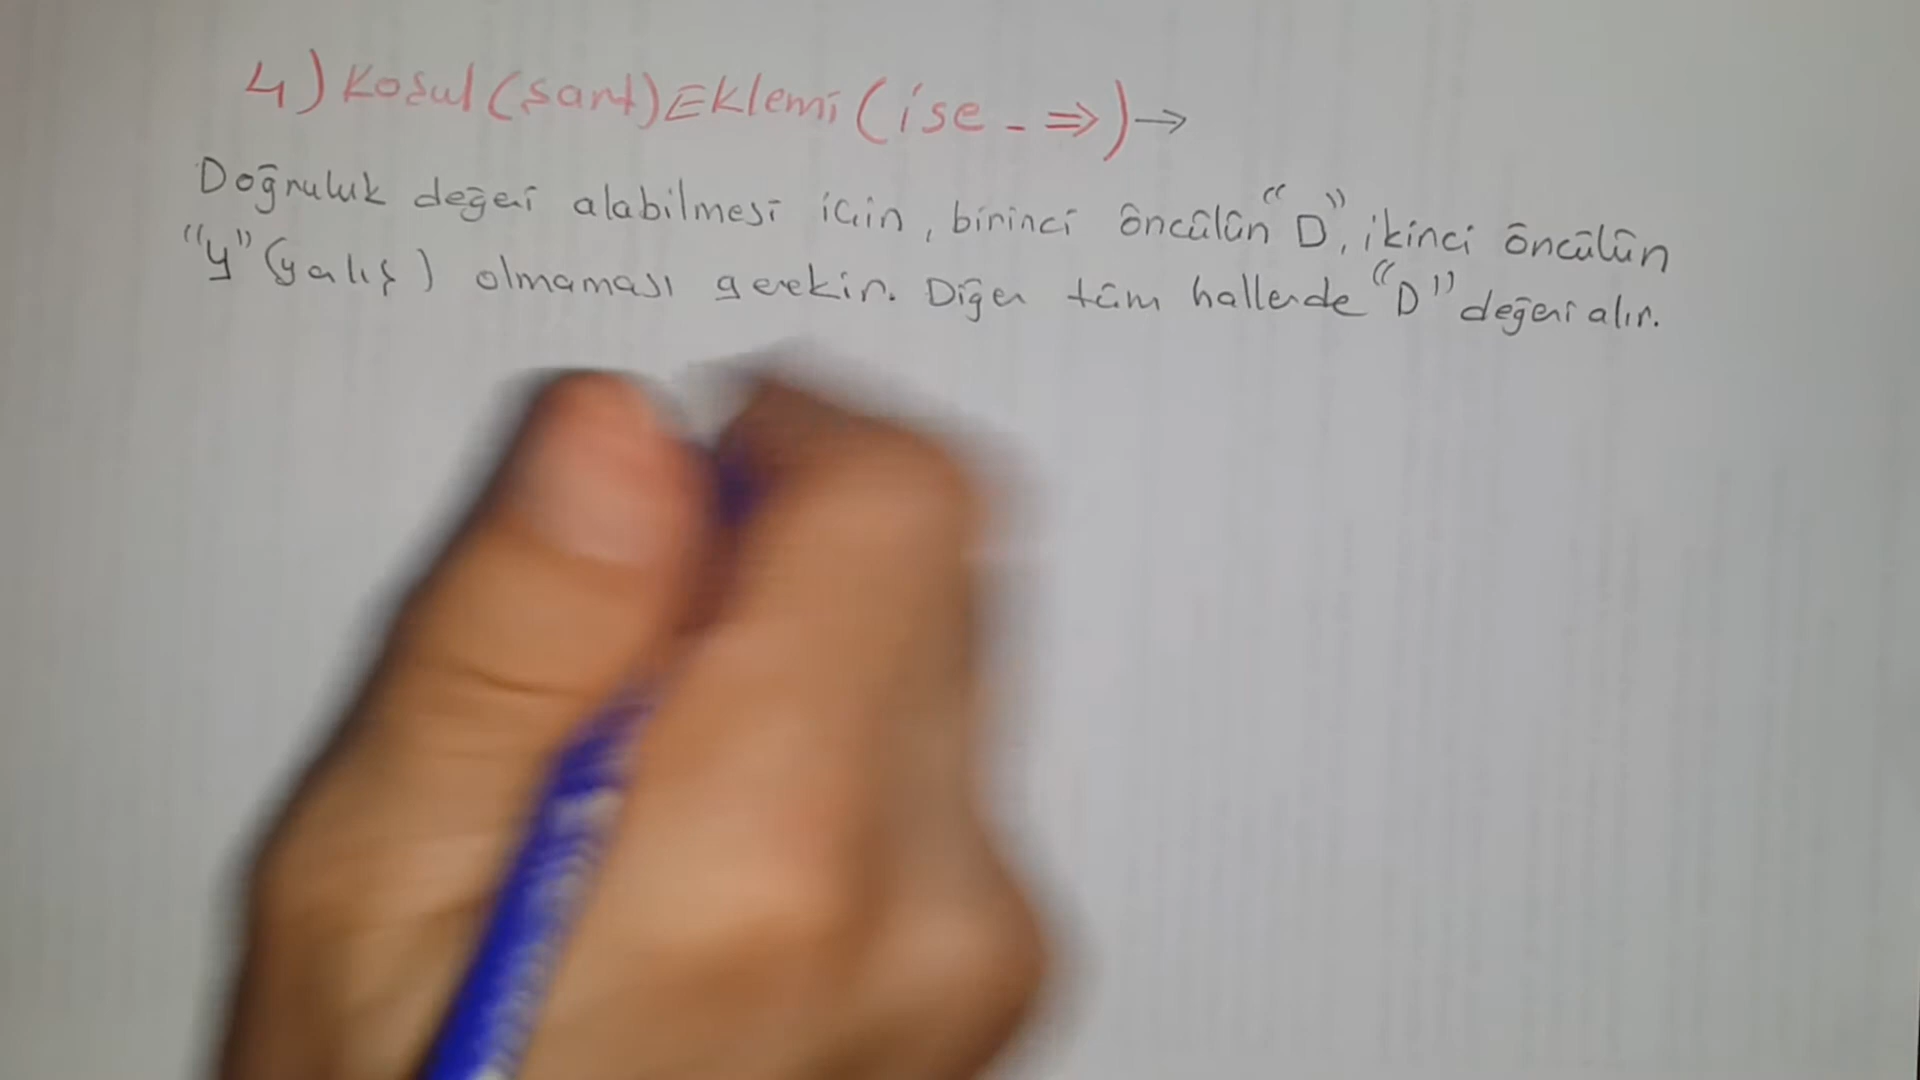 4) Koşul (şart) Eklemi (ise - ⇒) →
Doğruluk değeri alabilmesi için, birinci öncülün "D", ikinci öncülün
"y" (yalış) olmaması gerekir. Diğer tüm hallerde "D" değeri alır.